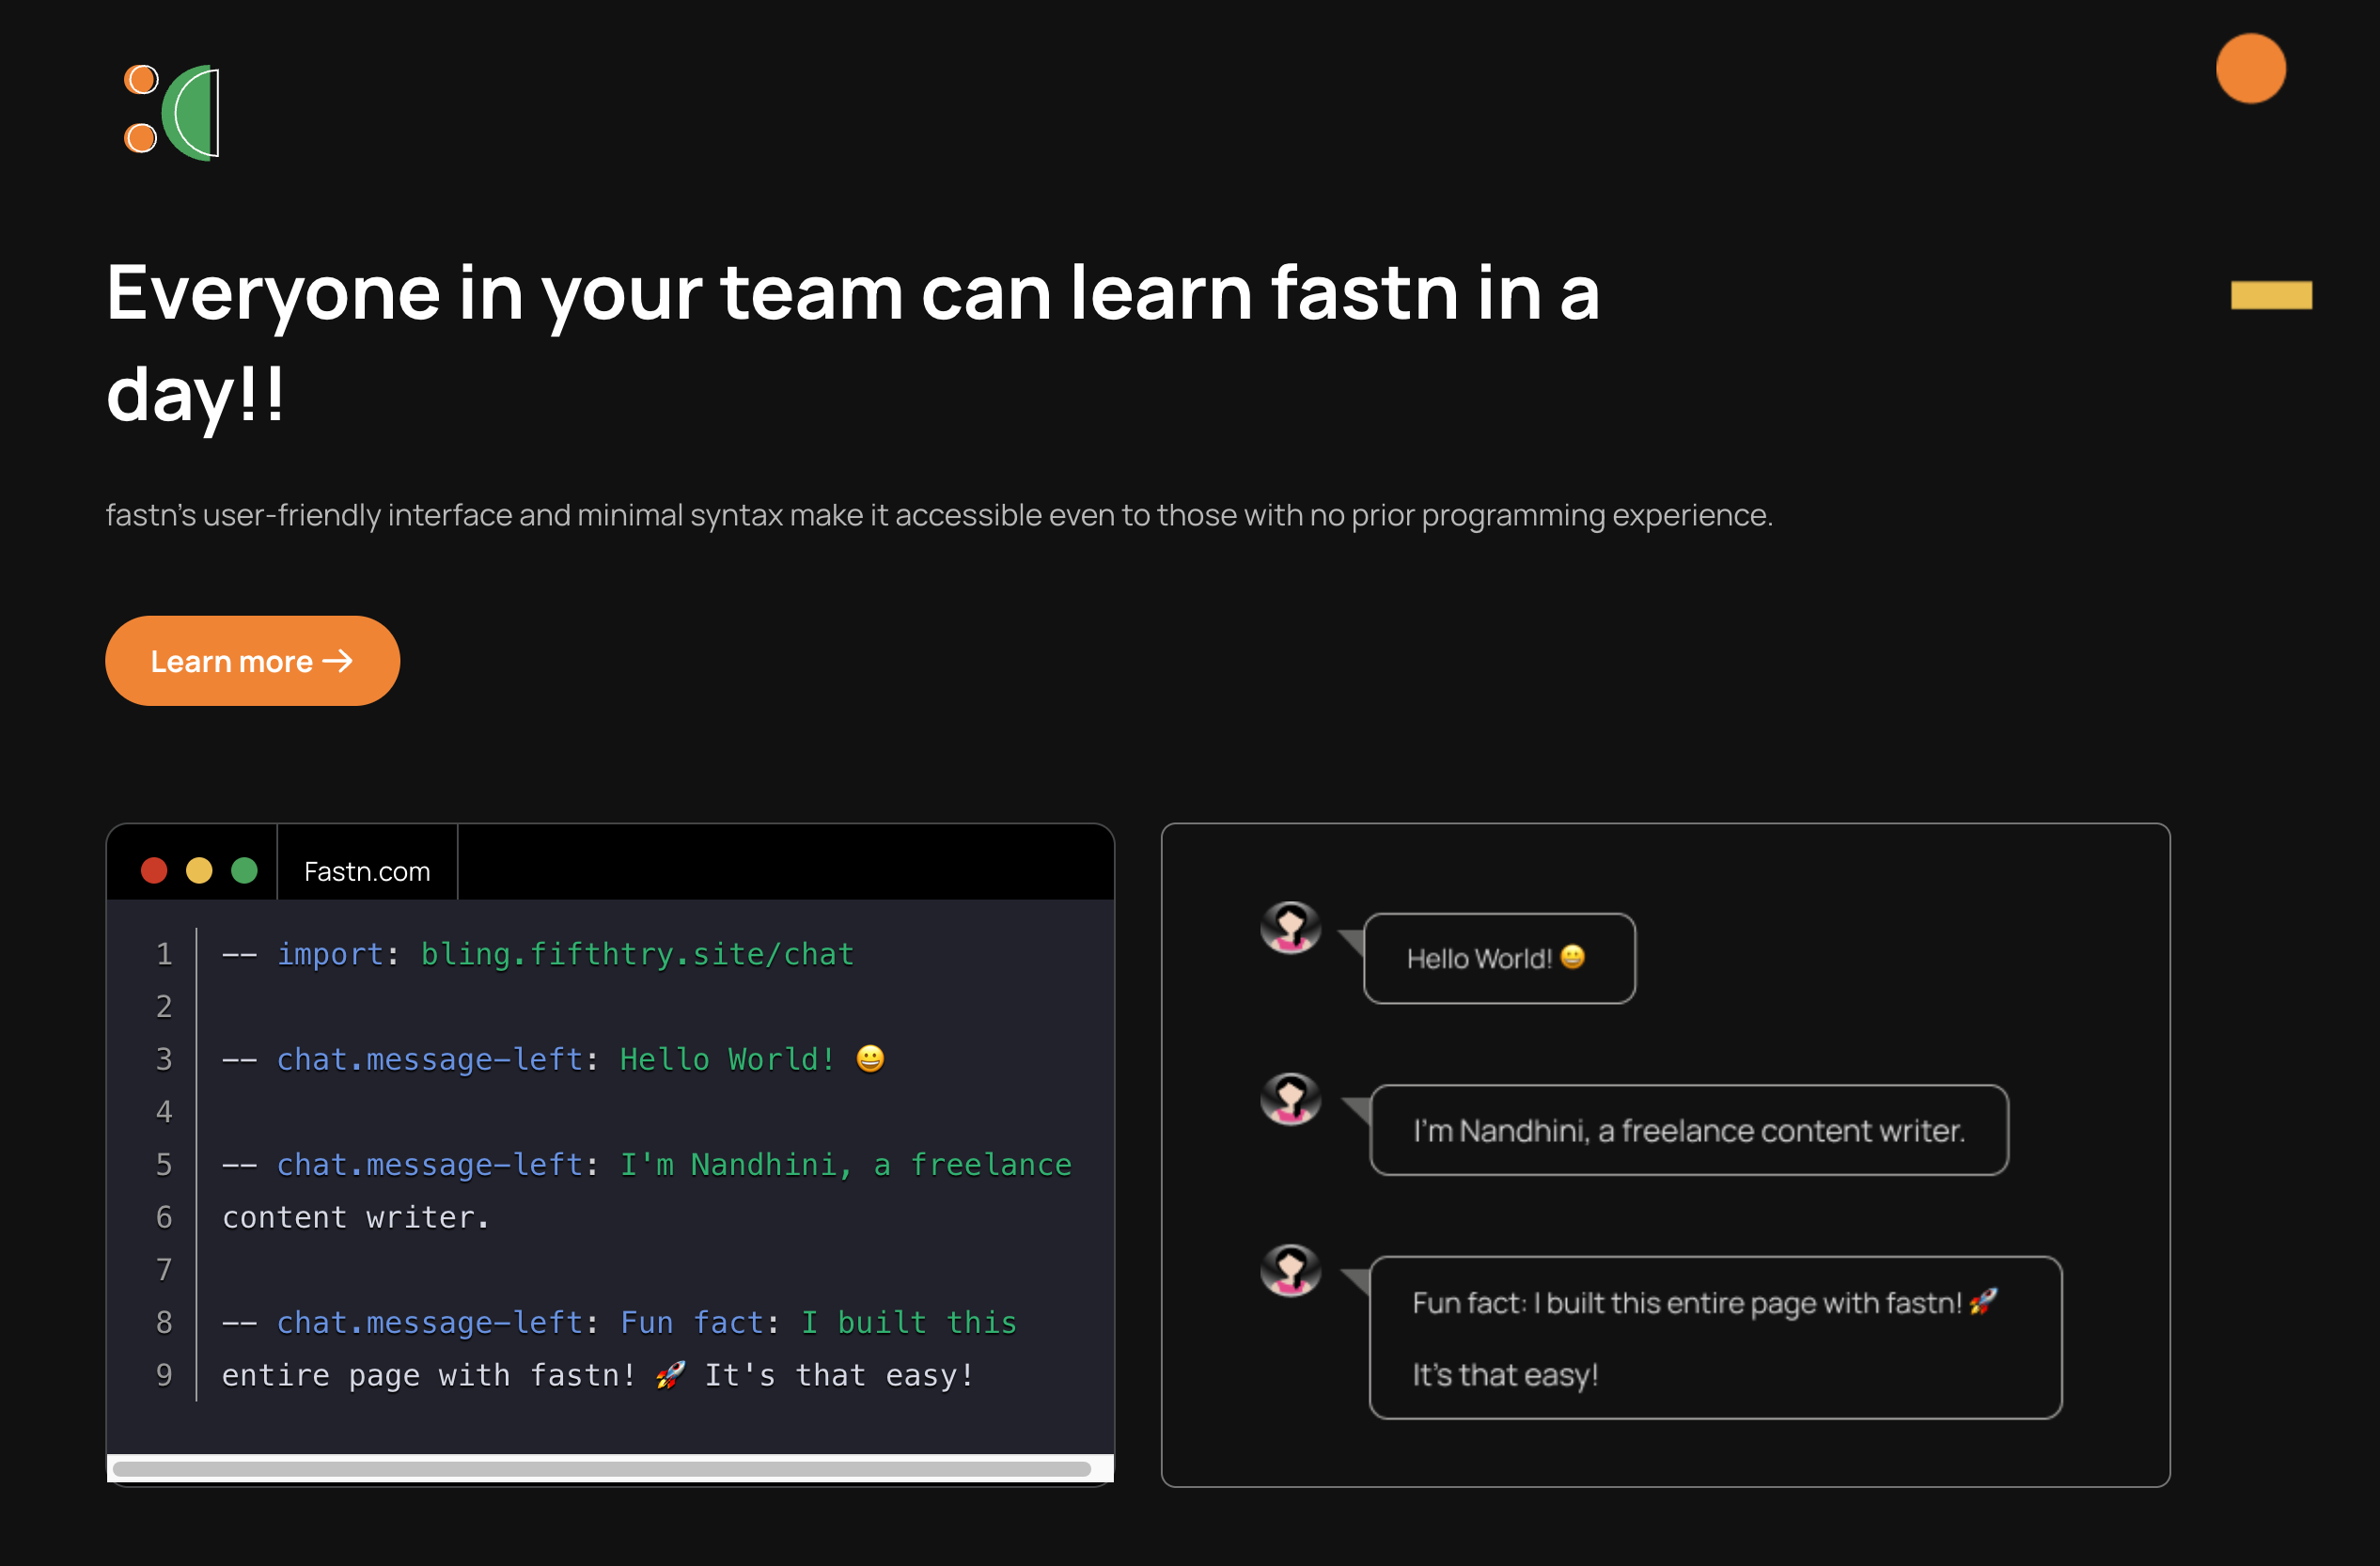 Everyone in your team can learn fastn in a
day!!
fastn's user-friendly interface and minimal syntax make it accessible even to those with no prior programming experience.
Learn more →
Fastn.com
1 -- import: bling.fifthtry.site/chat
2
3 -- chat.message-left: Hello World! 😀
4
5 -- chat.message-left: I'm Nandhini, a freelance
6 content writer.
7
8 -- chat.message-left: Fun fact: I built this
9 entire page with fastn! 🚀 It's that easy!
Hello World! 😀
I'm Nandhini, a freelance content writer.
Fun fact: I built this entire page with fastn! 🚀
It's that easy!